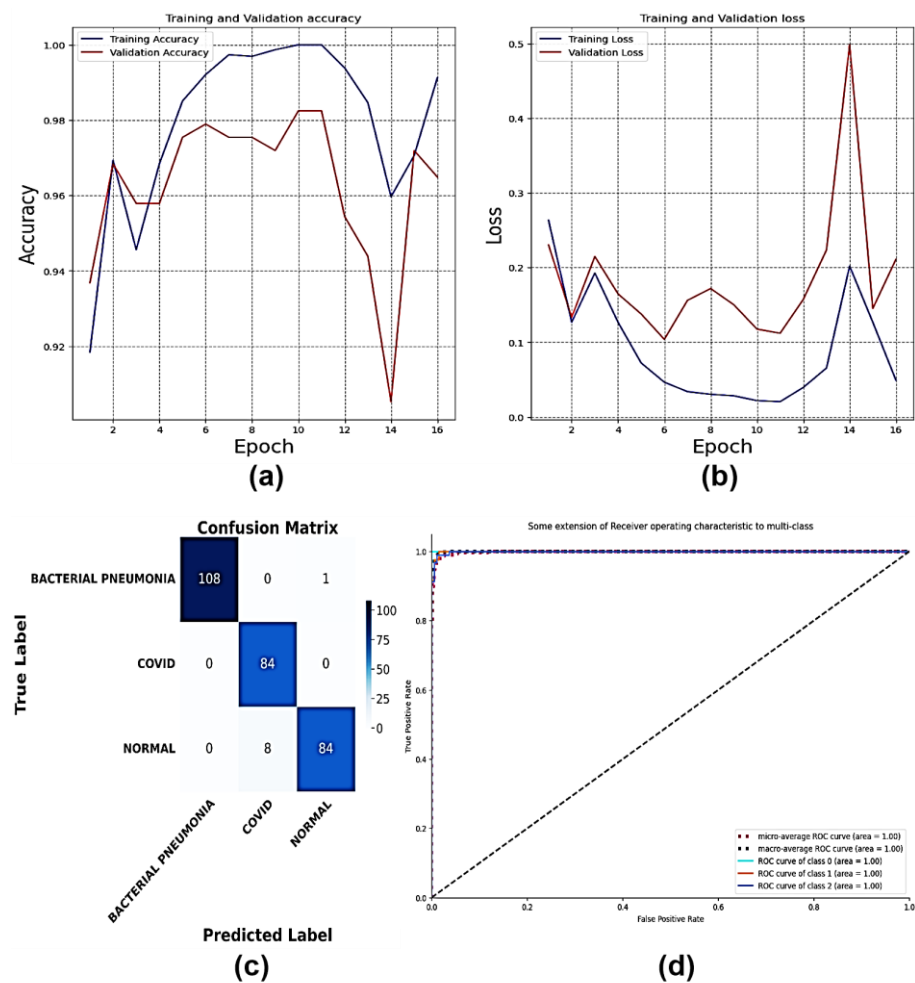 Training and Validation accuracy
Training Accuracy
Validation Accuracy
1.00
0.98
0.96
0.94
0.92
Accuracy
2 4 6 8 10 12 14 16
Epoch
(a)
Training and Validation loss
Training Loss
Validation Loss
0.5
0.4
0.3
0.2
0.1
0.0
Loss
2 4 6 8 10 12 14 16
Epoch
(b)
Confusion Matrix
True Label
BACTERIAL PNEUMONIA 108 0 1
COVID 0 84 0
NORMAL 0 8 84
100
75
50
25
0
BACTERIAL PNEUMONIA COVID NORMAL
Predicted Label
(c)
Some extension of Receiver operating characteristic to multi-class
1.0
0.8
0.6
0.4
0.2
0.0
True Positive Rate
micro-average ROC curve (area = 1.00)
macro-average ROC curve (area = 1.00)
ROC curve of class 0 (area = 1.00)
ROC curve of class 1 (area = 1.00)
ROC curve of class 2 (area = 1.00)
0.0 0.2 0.4 0.6 0.8 1.0
False Positive Rate
(d)